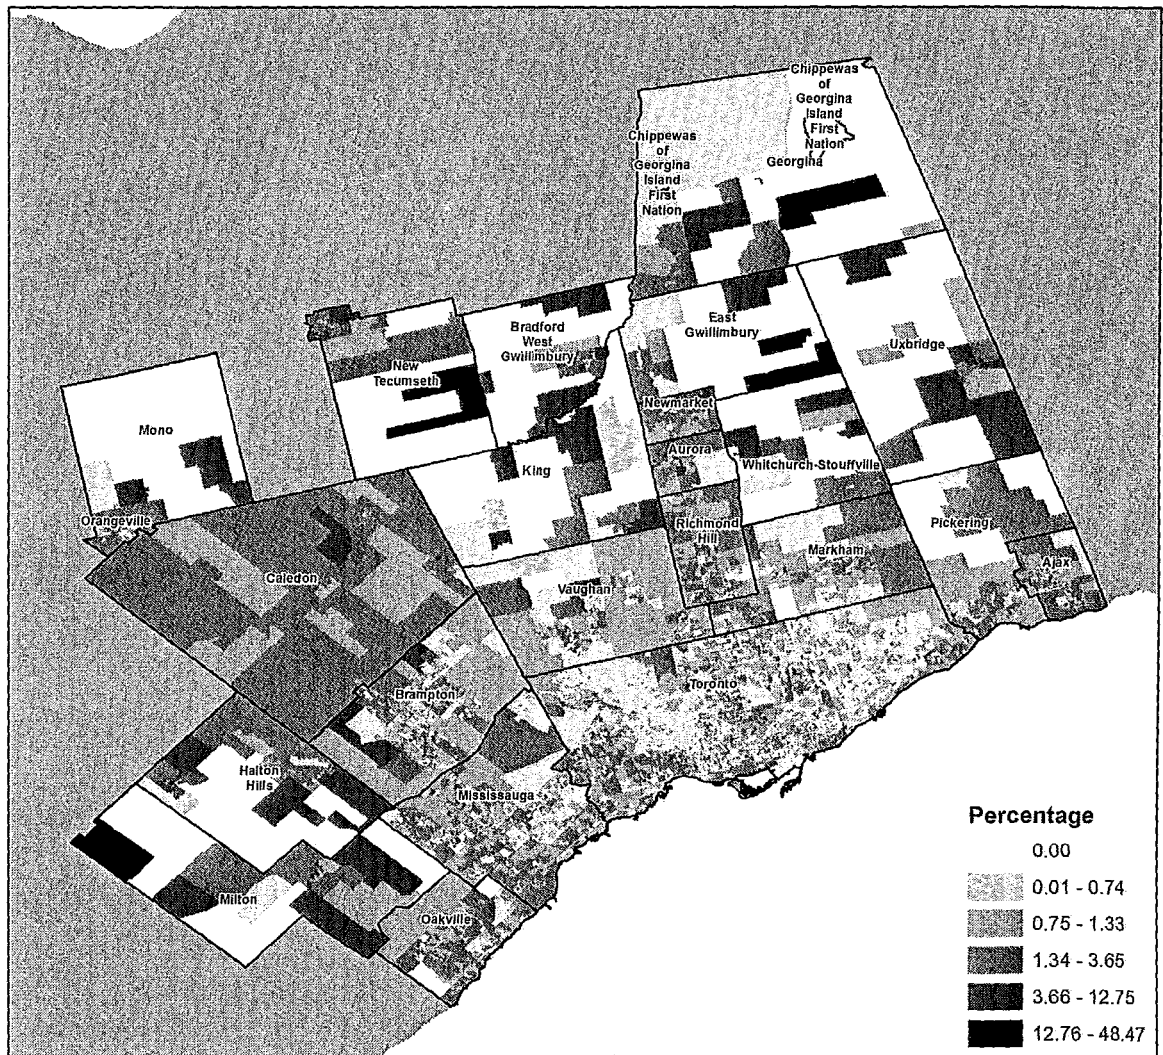 Chippewas
of
Georgina
Island
First
Nation
Georgina
Chippewas
of
Georgina
Island
First
Nation
East
Gwillimbury
Bradford
West
Gwillimbury
Uxbridge
New
Tecumseth
Newmarket
Mono
Aurora
King
Whitchurch-Stouffville
Orangeville
Richmond
Hill
Pickering
Markham
Ajax
Caledon
Vaughan
Toronto
Brampton
Halton
Hills
Mississauga
Milton
Oakville
Percentage
0.00
0.01 - 0.74
0.75 - 1.33
1.34 - 3.65
3.66 - 12.75
12.76 - 48.47